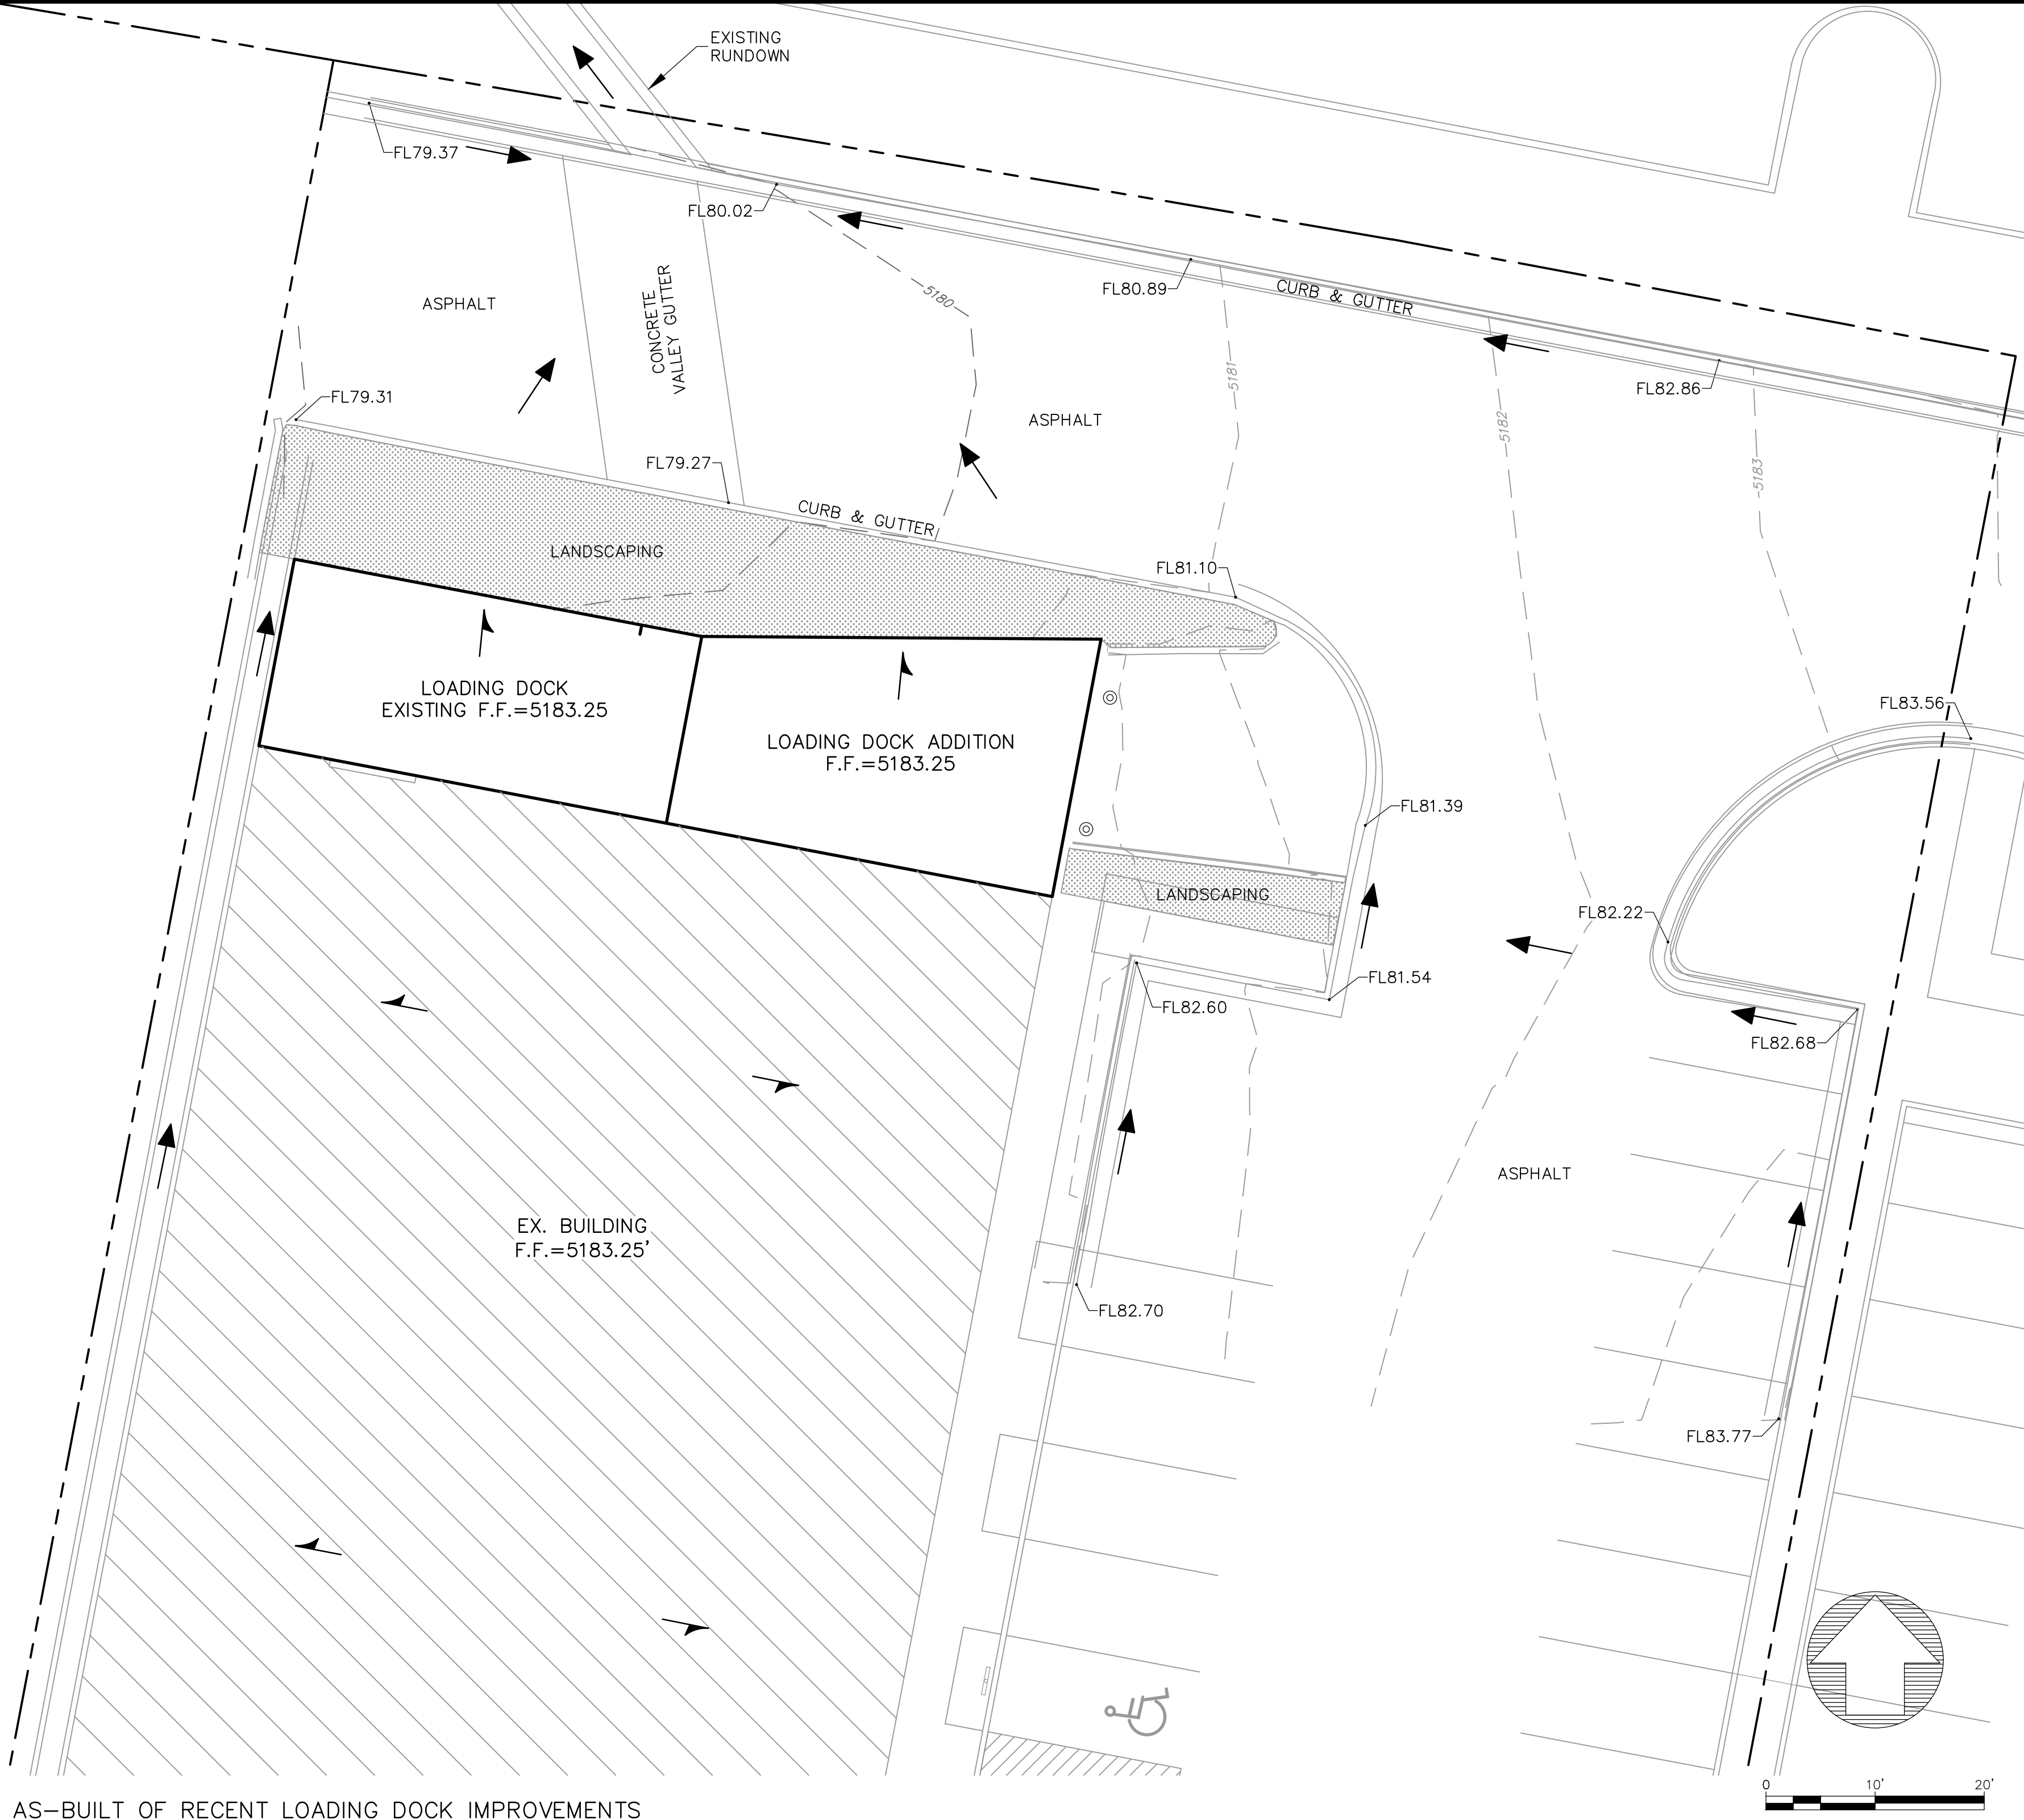 EXISTING
RUNDOWN
FL79.37
FL80.02
FL80.89
CURB & GUTTER
5180
ASPHALT
CONCRETE
VALLEY GUTTER
5181
FL82.86
FL79.31
ASPHALT
5182
5183
FL79.27
CURB & GUTTER
LANDSCAPING
FL81.10
LOADING DOCK
EXISTING F.F.=5183.25
LOADING DOCK ADDITION
F.F.=5183.25
FL83.56
FL81.39
LANDSCAPING
FL82.22
FL81.54
FL82.60
FL82.68
ASPHALT
EX. BUILDING
F.F.=5183.25'
FL82.70
FL83.77
0 10' 20'
AS-BUILT OF RECENT LOADING DOCK IMPROVEMENTS